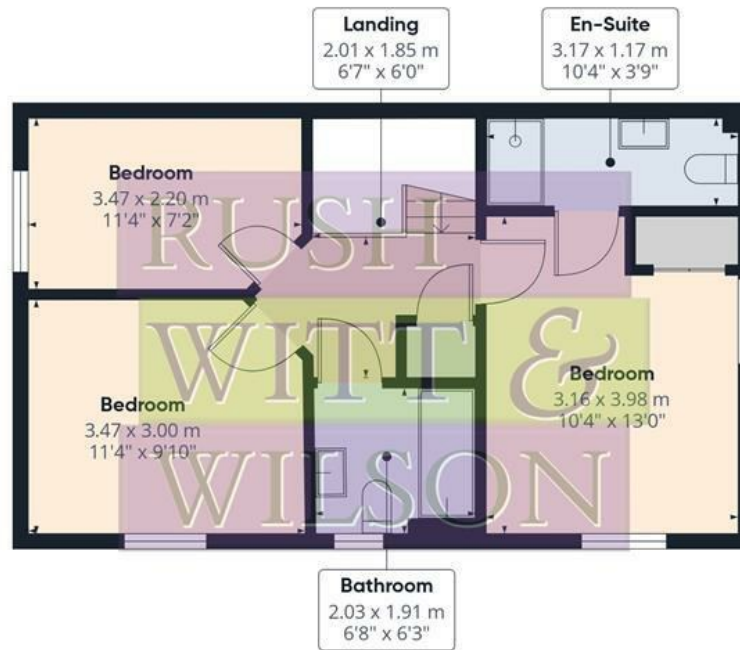 Landing
2.01 x 1.85 m
6'7" x 6'0"
En-Suite
3.17 x 1.17 m
10'4" x 3'9"
Bedroom
3.47 x 2.20 m
11'4" x 7'2"
RUSH
WITT &
WILSON
Bedroom
3.16 x 3.98 m
10'4" x 13'0"
Bedroom
3.47 x 3.00 m
11'4" x 9'10"
Bathroom
2.03 x 1.91 m
6'8" x 6'3"